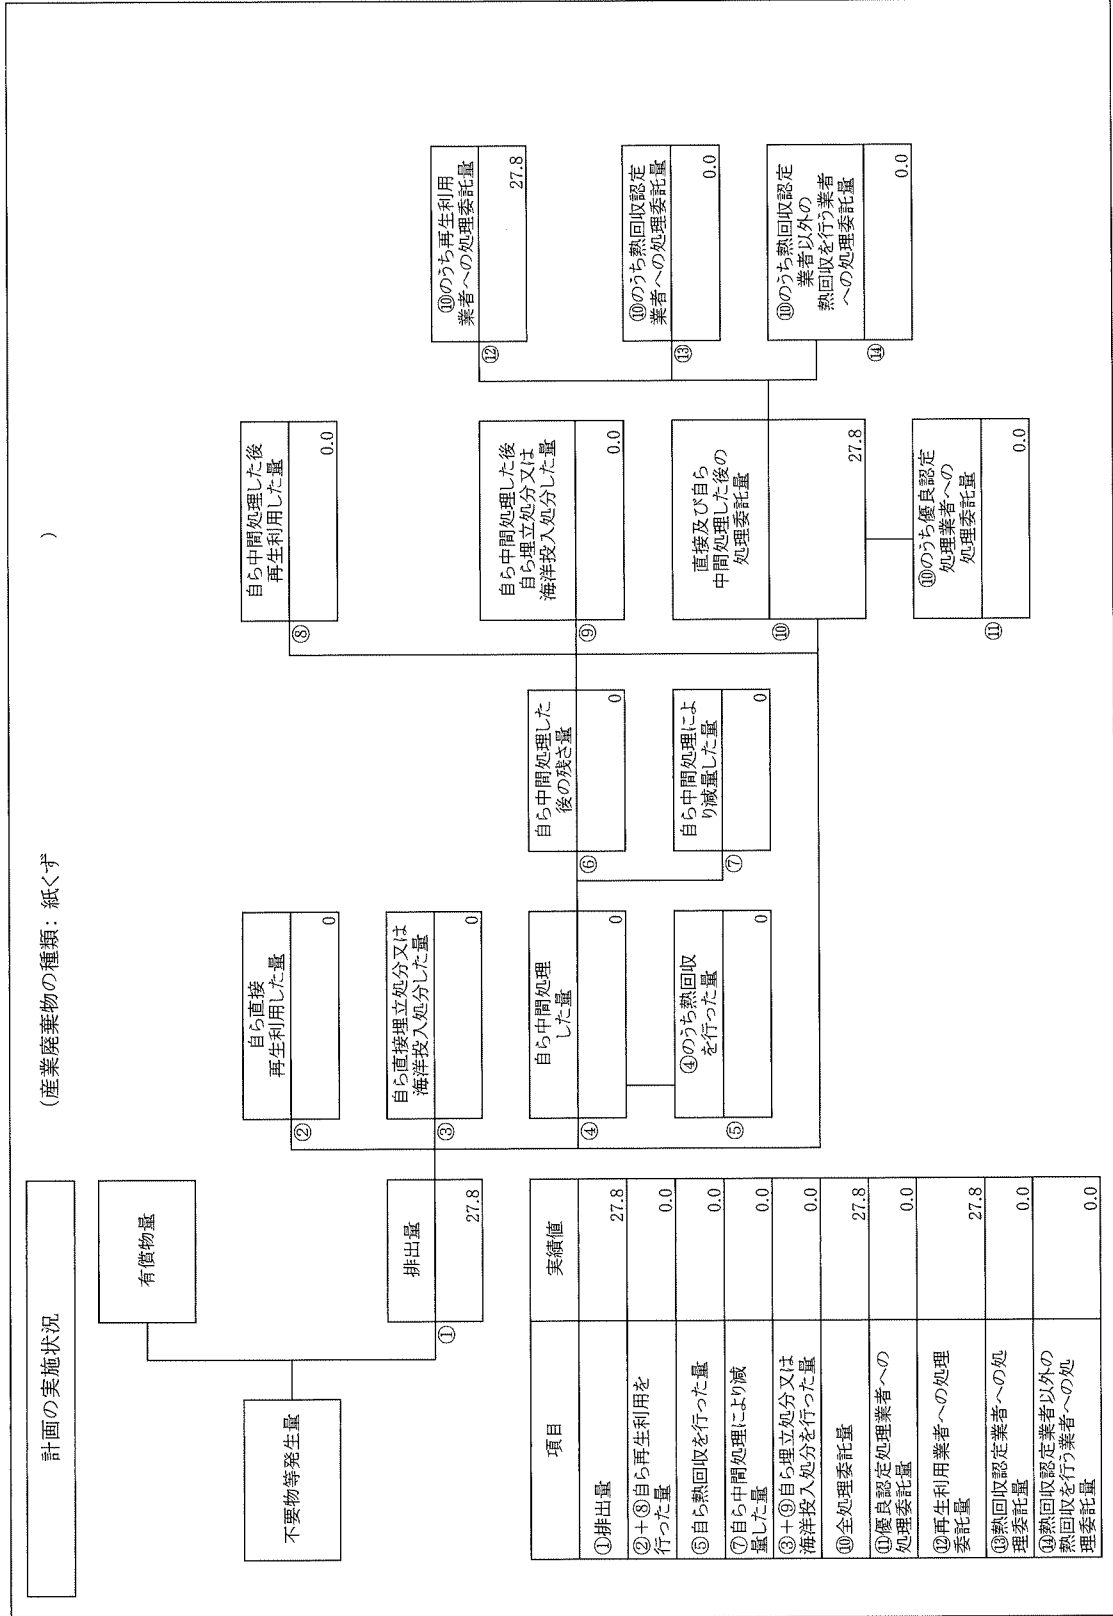 計画の実施状況
(産業廃棄物の種類: 紙くず
)
不要物等発生量
有償物量
①
排出量
27.8
②
自ら直接
再生利用した量
0
③
自ら直接埋立処分又は
海洋投入処分した量
0
④
自ら中間処理
した量
0
⑤
④のうち熱回収
を行った量
0
⑥
自ら中間処理した
後の残さ量
0
⑦
自ら中間処理によ
り減量した量
0
⑧
自ら中間処理した後
再生利用した量
0.0
⑨
自ら中間処理した後
自ら埋立処分又は
海洋投入処分した量
0.0
⑩
直接及び自ら
中間処理した後の
処理委託量
27.8
⑪
⑩のうち優良認定
処理業者への
処理委託量
0.0
⑫
⑩のうち再生利用
業者への処理委託量
27.8
⑬
⑩のうち熱回収認定
業者への処理委託量
0.0
⑭
⑩のうち熱回収認定
業者以外の
熱回収を行う業者
への処理委託量
0.0
項目
実績値
①排出量
27.8
②+⑧自ら再生利用を
行った量
0.0
⑤自ら熱回収を行った量
0.0
⑦自ら中間処理により減
量した量
0.0
③+⑨自ら埋立処分又は
海洋投入処分を行った量
0.0
⑩全処理委託量
27.8
⑪優良認定処理業者への
処理委託量
0.0
⑫再生利用業者への処理
委託量
27.8
⑬熱回収認定業者への処
理委託量
0.0
⑭熱回収認定業者以外の
熱回収を行う業者への処
理委託量
0.0